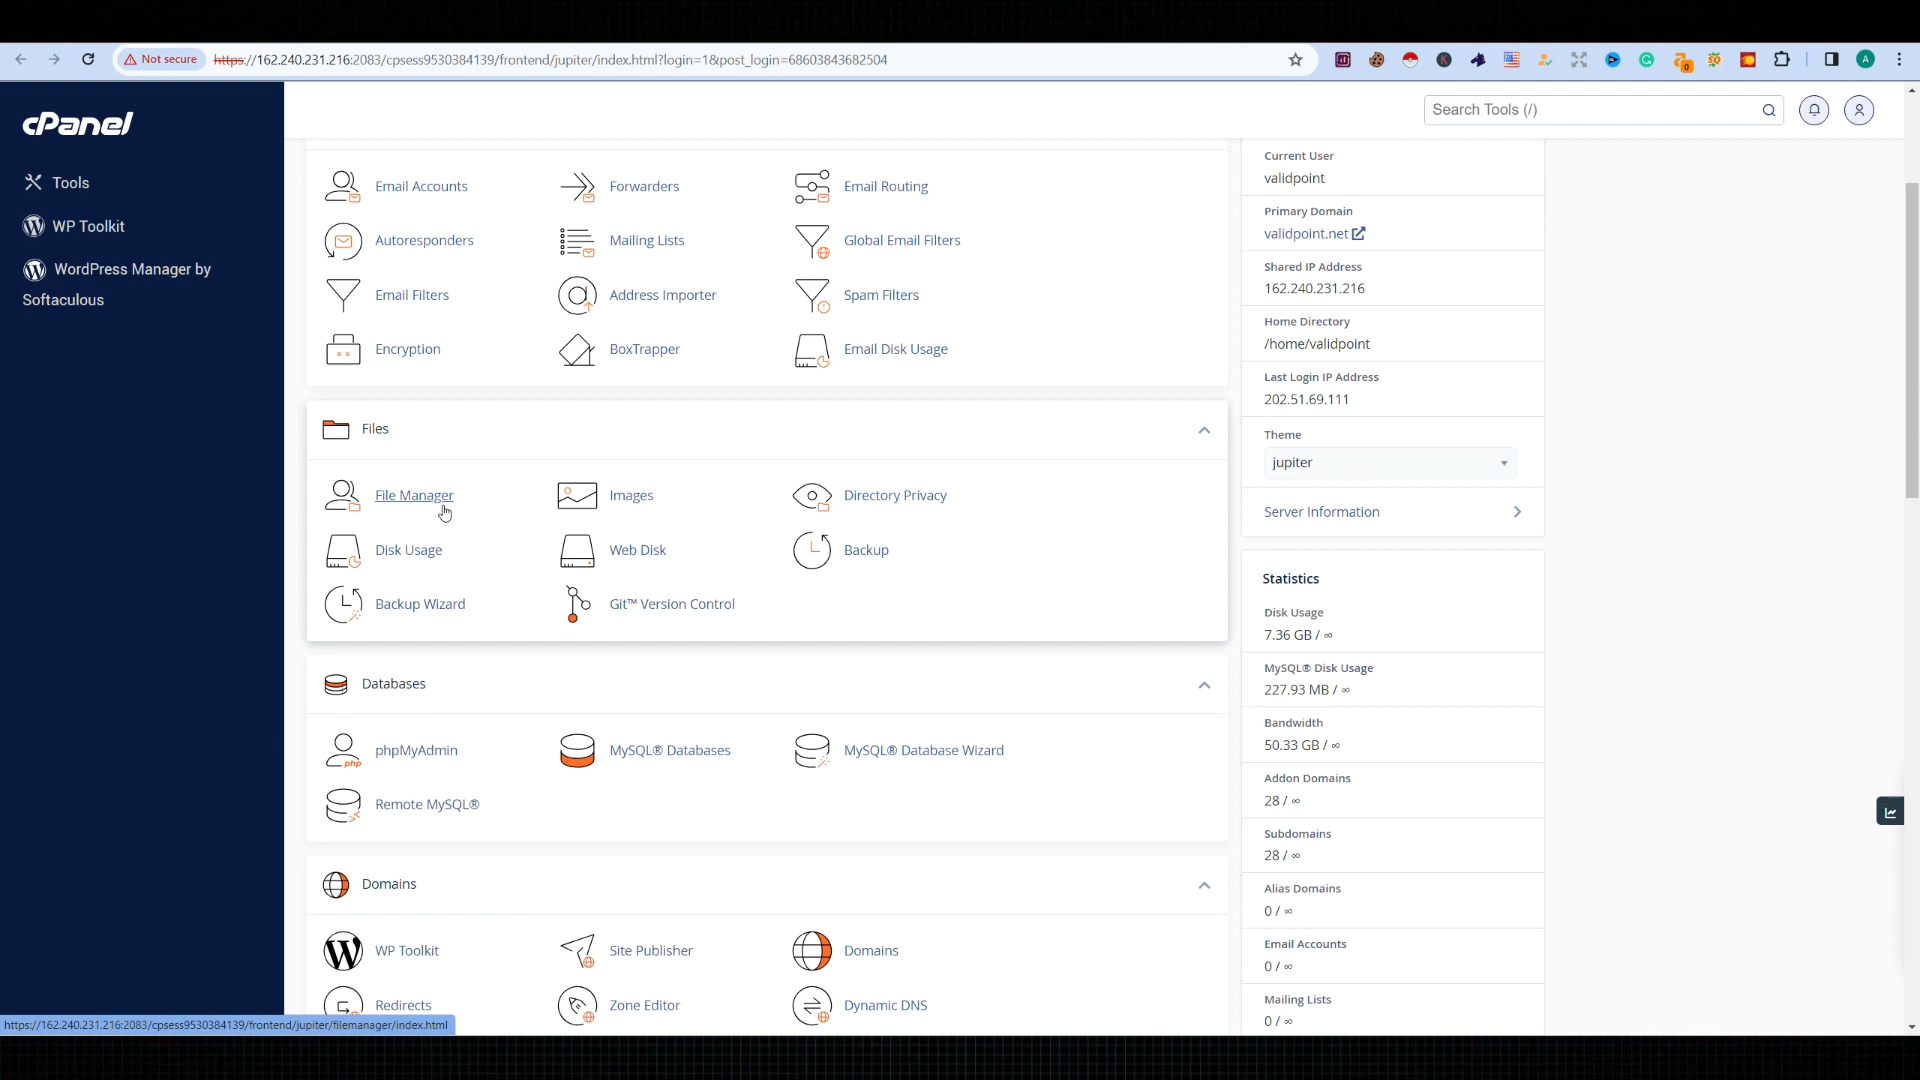 Not secure
https://162.240.231.216:2083/cpsess9530384139/frontend/jupiter/index.html?login=1&post_login=68603843682504
cPanel
Search Tools (/)
Tools
WP Toolkit
WordPress Manager by
Softaculous
Email Accounts
Forwarders
Email Routing
Autoresponders
Mailing Lists
Global Email Filters
Email Filters
Address Importer
Spam Filters
Encryption
BoxTrapper
Email Disk Usage
Files
File Manager
Images
Directory Privacy
Disk Usage
Web Disk
Backup
Backup Wizard
Git™ Version Control
Databases
phpMyAdmin
php
MySQL® Databases
MySQL® Database Wizard
Remote MySQL®
Domains
WP Toolkit
Site Publisher
Domains
Redirects
Zone Editor
Dynamic DNS
Current User
validpoint
Primary Domain
validpoint.net
Shared IP Address
162.240.231.216
Home Directory
/home/validpoint
Last Login IP Address
202.51.69.111
Theme
jupiter
Server Information
Statistics
Disk Usage
7.36 GB / ∞
MySQL® Disk Usage
227.93 MB / ∞
Bandwidth
50.33 GB / ∞
Addon Domains
28 / ∞
Subdomains
28 / ∞
Alias Domains
0 / ∞
Email Accounts
0 / ∞
Mailing Lists
0 / ∞
https://162.240.231.216:2083/cpsess9530384139/frontend/jupiter/filemanager/index.html